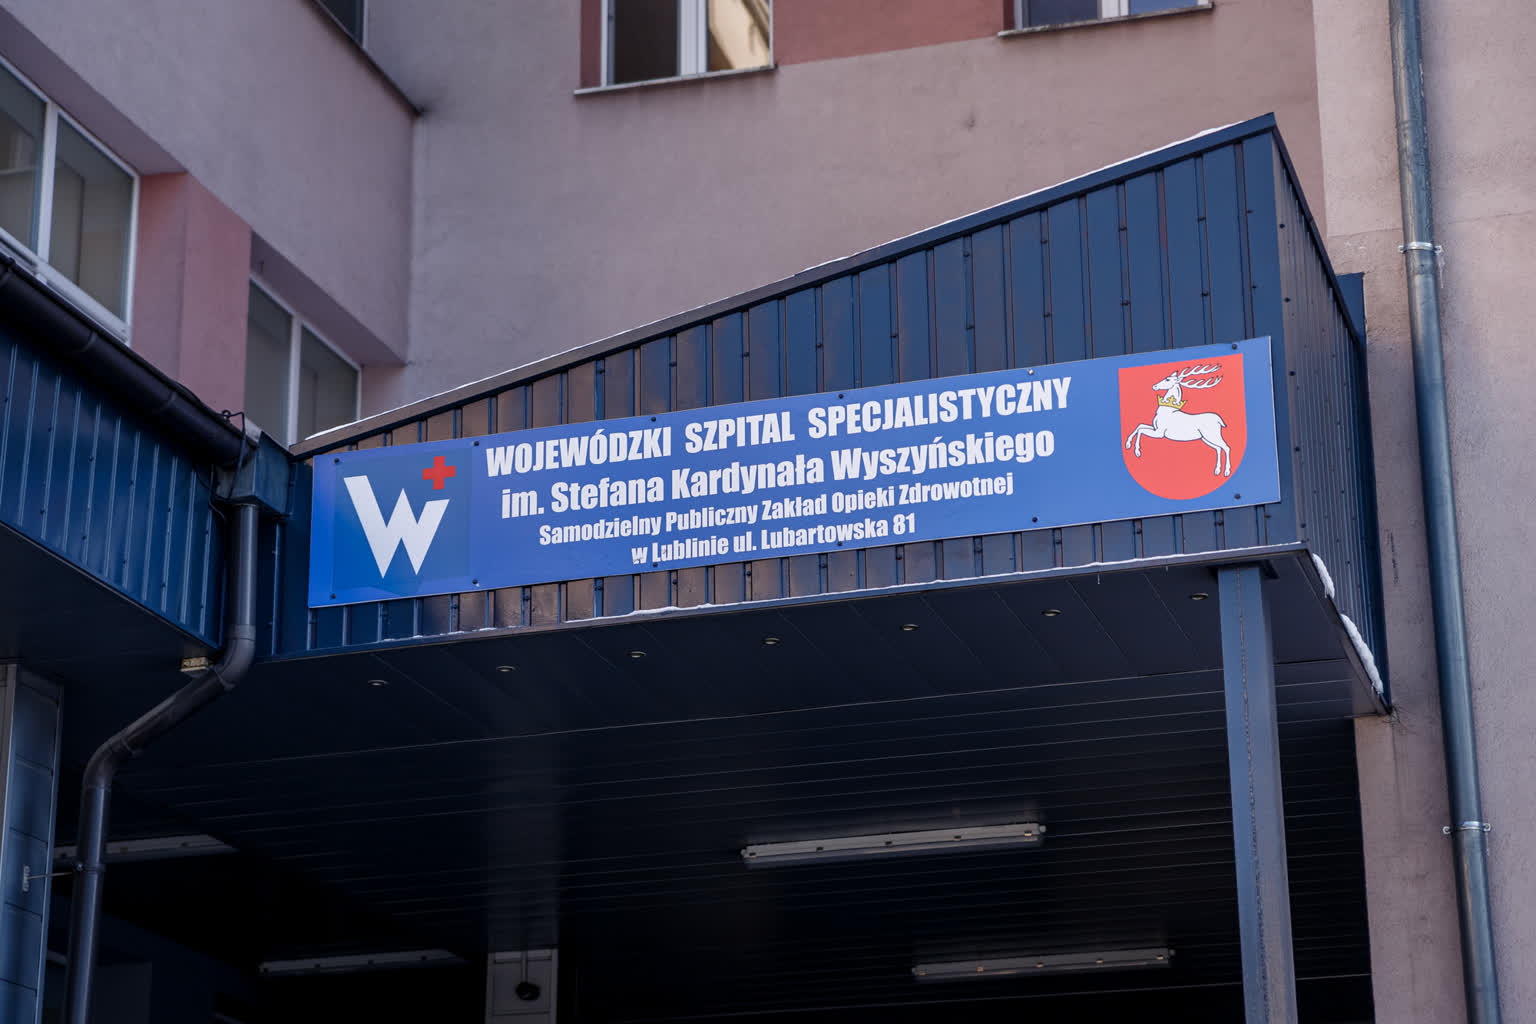 W
WOJEWÓDZKI SZPITAL SPECJALISTYCZNY
im. Stefana Kardynała Wyszyńskiego
Samodzielny Publiczny Zakład Opieki Zdrowotnej
w Lublinie ul. Lubartowska 81